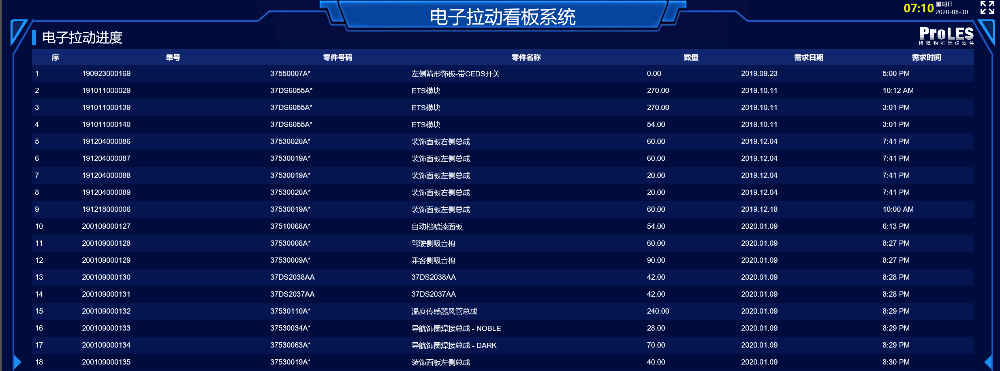 电子拉动看板系统
07:10 星期日
2020-08-30
电子拉动进度
ProLES
博穗物流管理软件
序 单号 零件号码 零件名称 数量 需求日期 需求时间
1 190923000169 37550007A* 左侧箭形饰板-带CEDS开关 0.00 2019.09.23 5:00 PM
2 191011000029 37DS6055A* ETS模块 270.00 2019.10.11 10:12 AM
3 191011000139 37DS6055A* ETS模块 270.00 2019.10.11 3:01 PM
4 191011000140 37DS6055A* ETS模块 54.00 2019.10.11 3:01 PM
5 191204000086 37530020A* 装饰面板右侧总成 60.00 2019.12.04 7:41 PM
6 191204000087 37530019A* 装饰面板左侧总成 60.00 2019.12.04 7:41 PM
7 191204000088 37530019A* 装饰面板左侧总成 20.00 2019.12.04 7:41 PM
8 191204000089 37530020A* 装饰面板右侧总成 20.00 2019.12.04 7:41 PM
9 191218000006 37530019A* 装饰面板左侧总成 60.00 2019.12.18 10:00 AM
10 200109000127 37510068A* 自动档喷漆面板 54.00 2020.01.09 6:13 PM
11 200109000128 37530008A* 驾驶侧吸音棉 60.00 2020.01.09 8:27 PM
12 200109000129 37530009A* 乘客侧吸音棉 90.00 2020.01.09 8:27 PM
13 200109000130 37DS2038AA 37DS2038AA 42.00 2020.01.09 8:28 PM
14 200109000131 37DS2037AA 37DS2037AA 42.00 2020.01.09 8:28 PM
15 200109000132 37530110A* 温度传感器风管总成 240.00 2020.01.09 8:29 PM
16 200109000133 37530034A* 导航饰圈焊接总成 - NOBLE 28.00 2020.01.09 8:29 PM
17 200109000134 37530063A* 导航饰圈焊接总成 - DARK 70.00 2020.01.09 8:29 PM
18 200109000135 37530019A* 装饰面板左侧总成 40.00 2020.01.09 8:30 PM